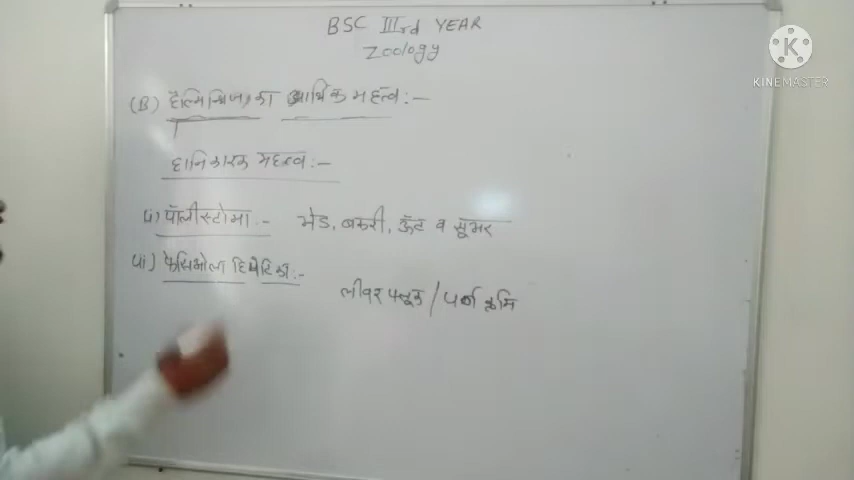 BSC IIIrd YEAR
Zoology
(B) हैल्मिन्थिज का आर्थिक महत्व :-
हानिकारक महत्व :-
(i) पॉलीस्टोमा :- भेड, बकरी, ऊँट व सूअर
(ii) फेसिओला हिपेटिका :-
लीवर फ्लूक / पर्ण कृमि
KINEMASTER